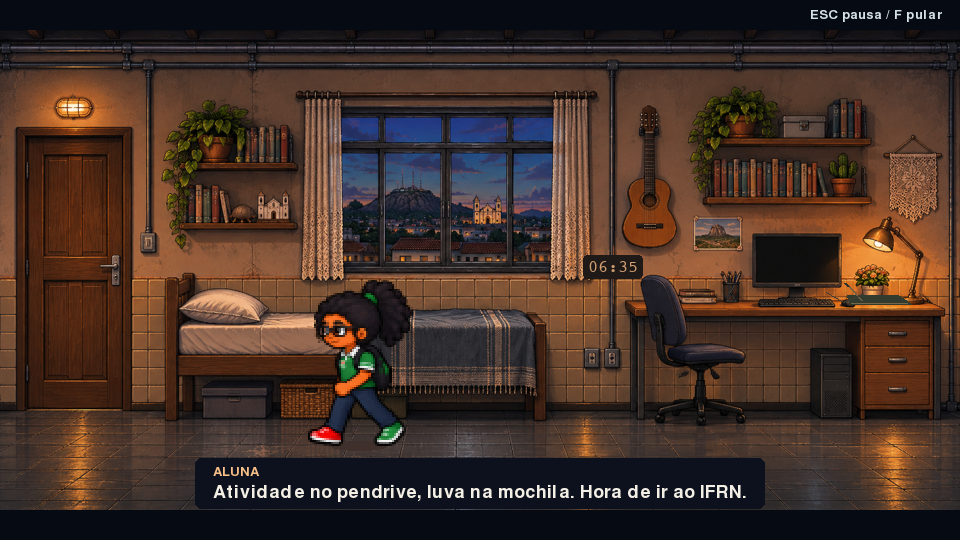 ESC pausa / F pular
06:35
ALUNA
Atividade no pendrive, luva na mochila. Hora de ir ao IFRN.